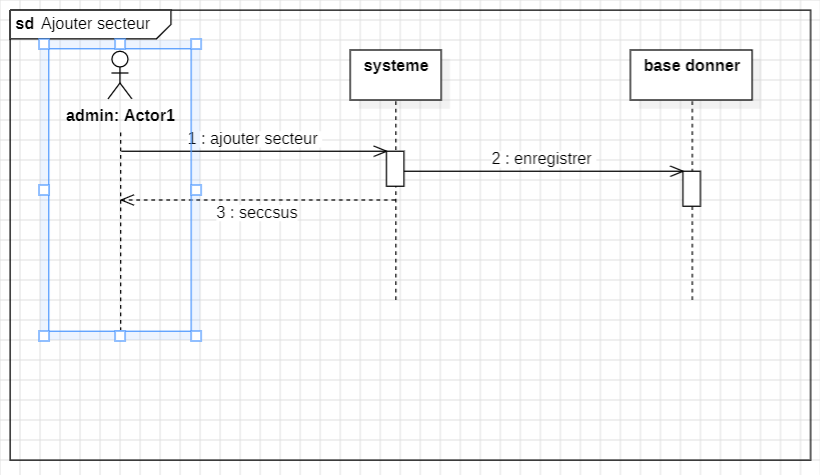 sd Ajouter secteur
systeme
base donner
admin: Actor1
1 : ajouter secteur
2 : enregistrer
3 : seccsus